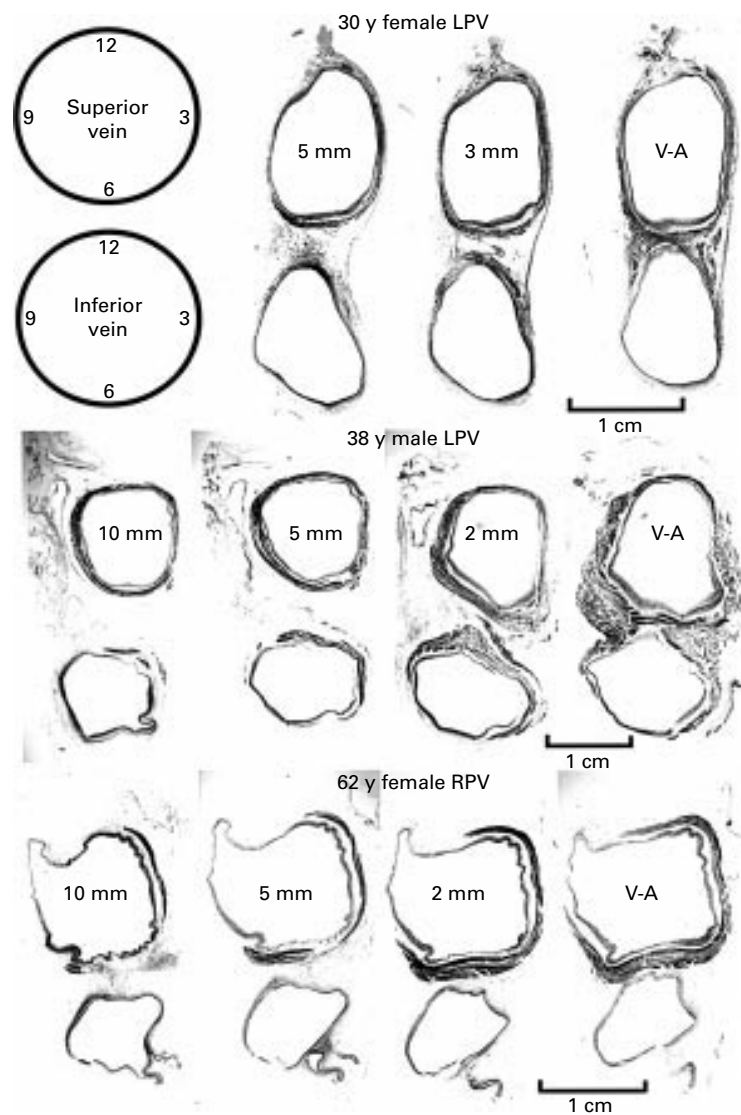 30 y female LPV
12
9 Superior vein 3
6
5 mm 3 mm V-A
12
9 Inferior vein 3
6
1 cm
38 y male LPV
10 mm 5 mm 2 mm V-A
1 cm
62 y female RPV
10 mm 5 mm 2 mm V-A
1 cm